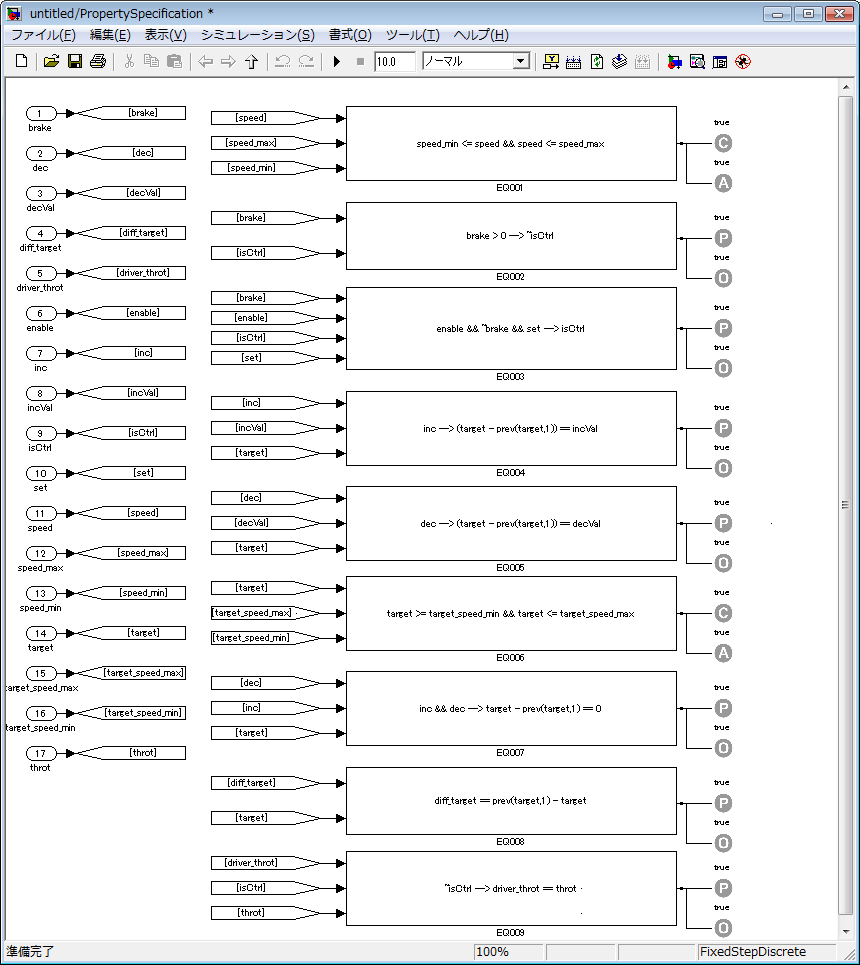 untitled/PropertySpecification *
ファイル(F) 編集(E) 表示(V) シミュレーション(S) 書式(O) ツール(T) ヘルプ(H)
10.0 ノーマル
1 [brake]
brake
2 [dec]
dec
3 [decVal]
decVal
4 [diff_target]
diff_target
5 [driver_throt]
driver_throt
6 [enable]
enable
7 [inc]
inc
8 [incVal]
incVal
9 [isCtrl]
isCtrl
10 [set]
set
11 [speed]
speed
12 [speed_max]
speed_max
13 [speed_min]
speed_min
14 [target]
target
15 [target_speed_max]
target_speed_max
16 [target_speed_min]
target_speed_min
17 [throt]
throt
[speed]
[speed_max]
[speed_min]
speed_min <= speed && speed <= speed_max
EQ001
true
C
true
A
[brake]
[isCtrl]
brake > 0 --> ~isCtrl
EQ002
true
P
true
O
[brake]
[enable]
[isCtrl]
[set]
enable && ~brake && set --> isCtrl
EQ003
true
P
true
O
[inc]
[incVal]
[target]
inc --> (target - prev(target,1)) == incVal
EQ004
true
P
true
O
[dec]
[decVal]
[target]
dec --> (target - prev(target,1)) == decVal
EQ005
true
P
true
O
[target]
[target_speed_max]
[target_speed_min]
target >= target_speed_min && target <= target_speed_max
EQ006
true
C
true
A
[dec]
[inc]
[target]
inc && dec --> target - prev(target,1) == 0
EQ007
true
P
true
O
[diff_target]
[target]
diff_target == prev(target,1) - target
EQ008
true
P
true
O
[driver_throt]
[isCtrl]
[throt]
~isCtrl --> driver_throt == throt
EQ009
true
P
true
O
準備完了 100% FixedStepDiscrete